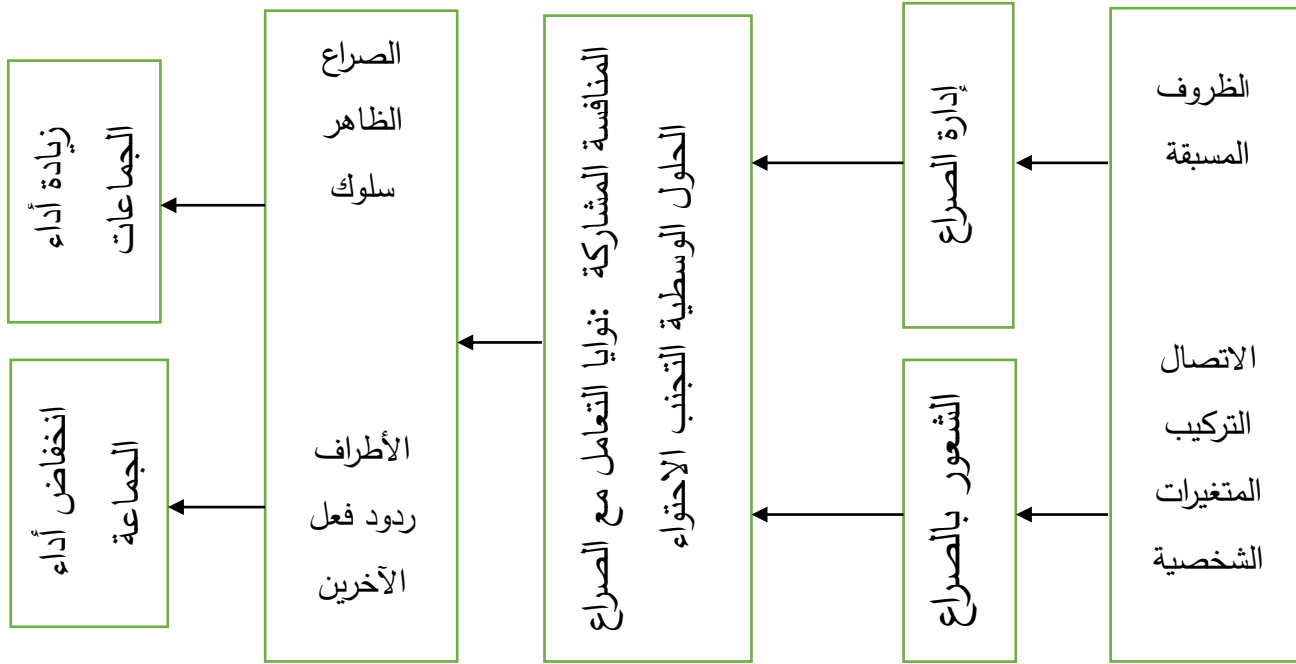 الظروف
المسبقة
الاتصال
التركيب
المتغيرات
الشخصية
إدارة الصراع
الشعور بالصراع
نوايا التعامل مع الصراع: المنافسة المشاركة
الحلول الوسطية التجنب الاحتواء
الصراع
الظاهر
سلوك
الأطراف
ردود فعل
الآخرين
زيادة أداء
الجماعات
انخفاض أداء
الجماعة